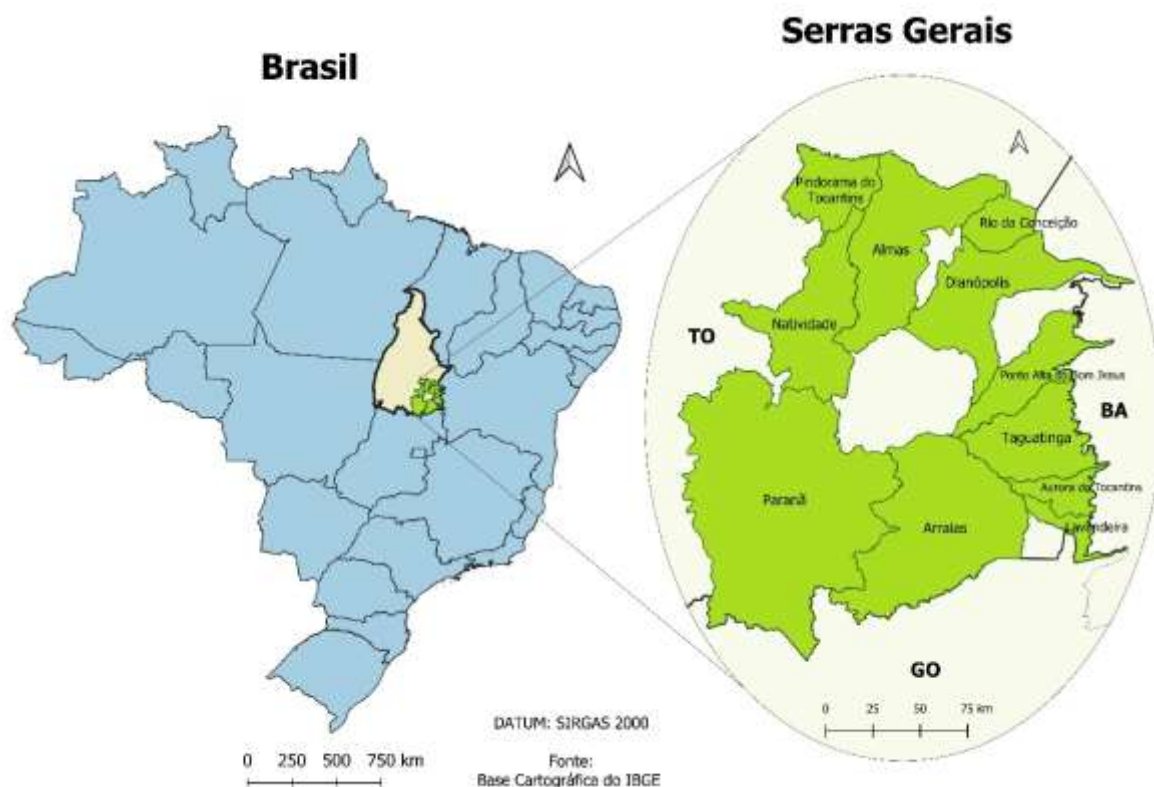 Serras Gerais
Brasil
Pindorama do
Tocantins
Rio da Conceição
Almas
Dianópolis
Natividade
TO
Ponte Alta do Bom Jesus
BA
Taguatinga
Aurora do Tocantins
Paranã
Lavandeira
Arraias
GO
0 25 50 75 km
DATUM: SIRGAS 2000
0 250 500 750 km
Fonte:
Base Cartográfica do IBGE